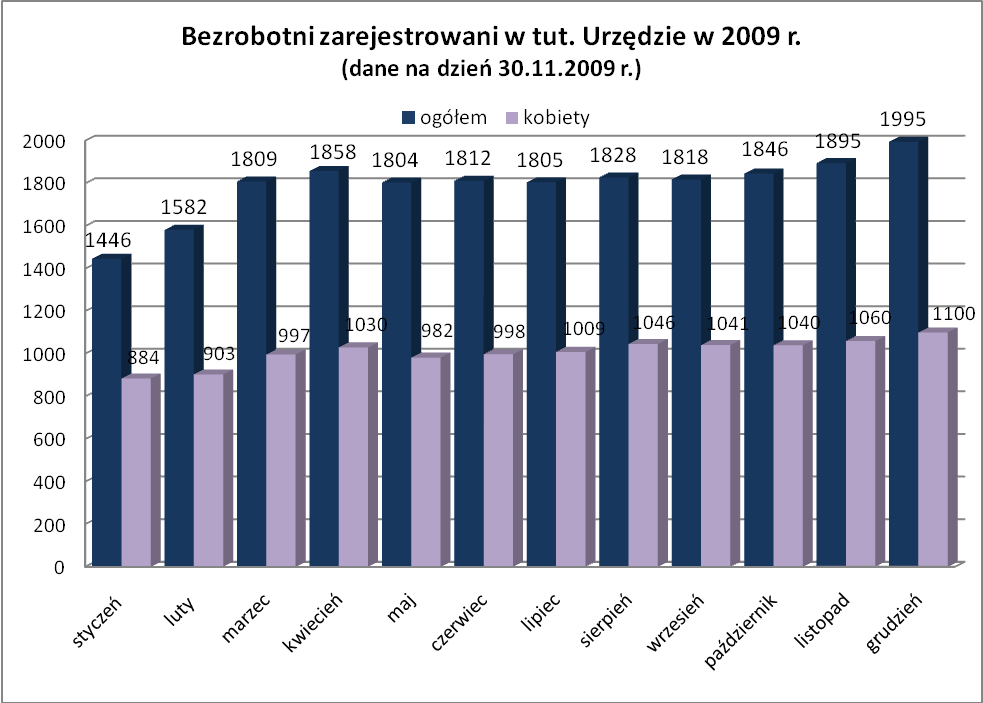 Bezrobotni zarejestrowani w tut. Urzędzie w 2009 r.
(dane na dzień 30.11.2009 r.)
ogółem kobiety
2000
1800
1600
1400
1200
1000
800
600
400
200
0
1446 1582 1809 1858 1804 1812 1805 1828 1818 1846 1895 1995
884 903 997 1030 982 998 1009 1046 1041 1040 1060 1100
styczeń luty marzec kwiecień maj czerwiec lipiec sierpień wrzesień październik listopad grudzień